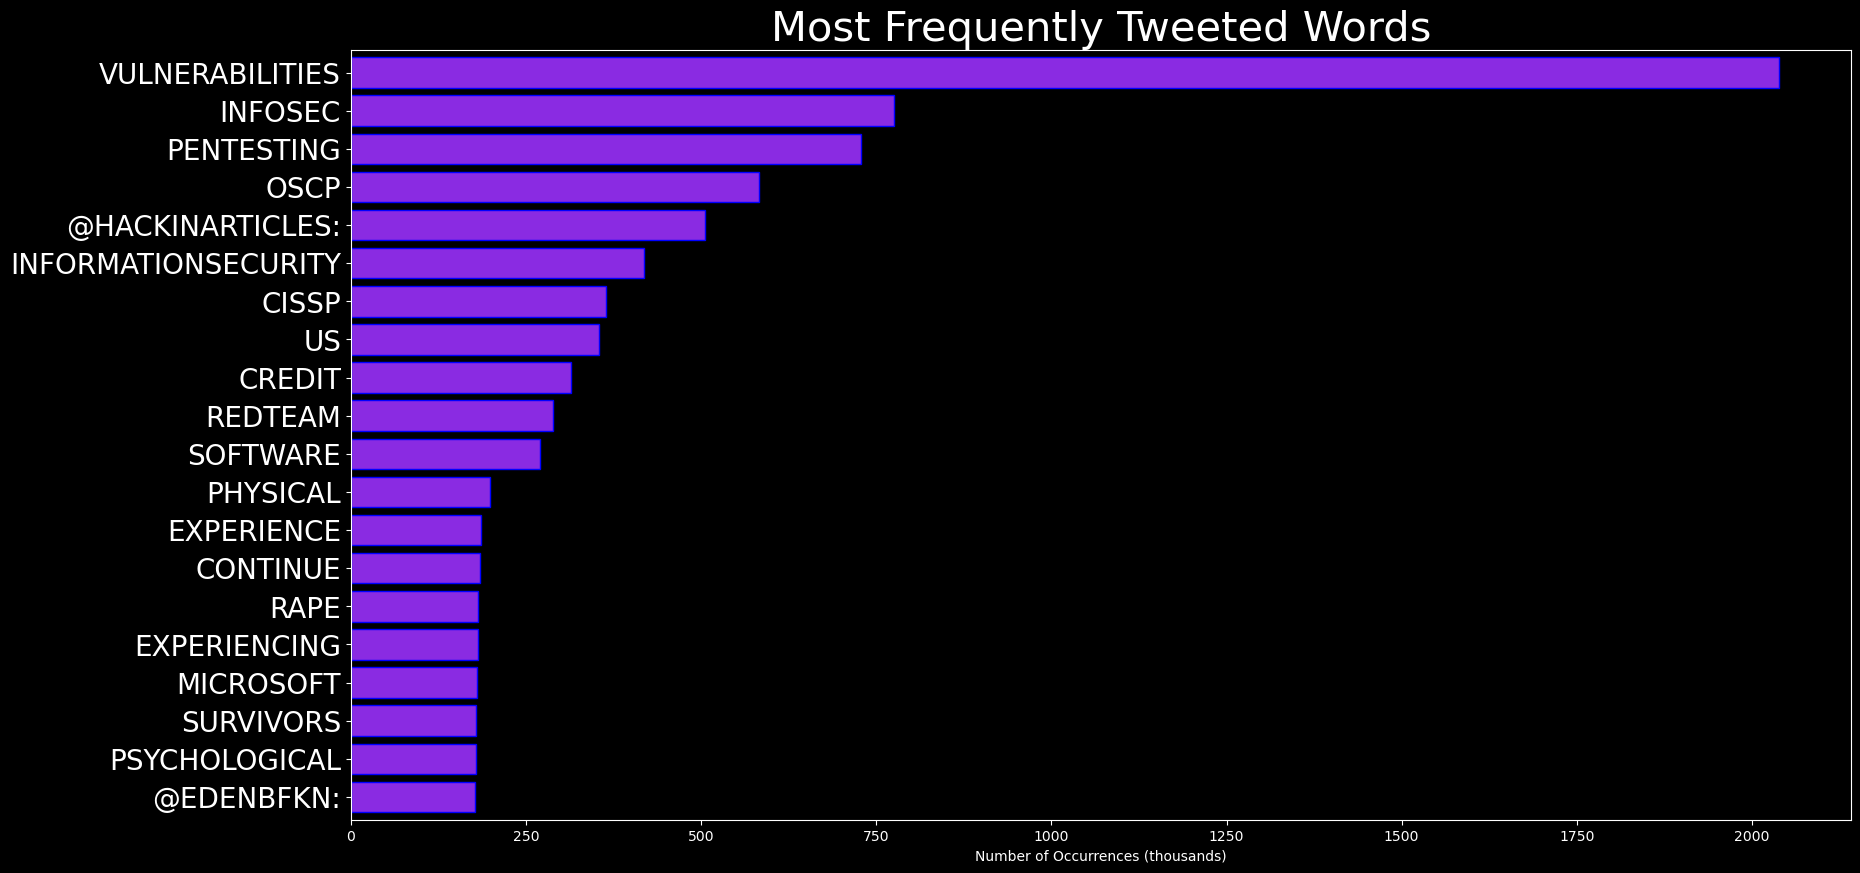 Most Frequently Tweeted Words
VULNERABILITIES
INFOSEC
PENTESTING
OSCP
@HACKINARTICLES:
INFORMATIONSECURITY
CISSP
US
CREDIT
REDTEAM
SOFTWARE
PHYSICAL
EXPERIENCE
CONTINUE
RAPE
EXPERIENCING
MICROSOFT
SURVIVORS
PSYCHOLOGICAL
@EDENBFKN:
0 250 500 750 1000 1250 1500 1750 2000
Number of Occurrences (thousands)